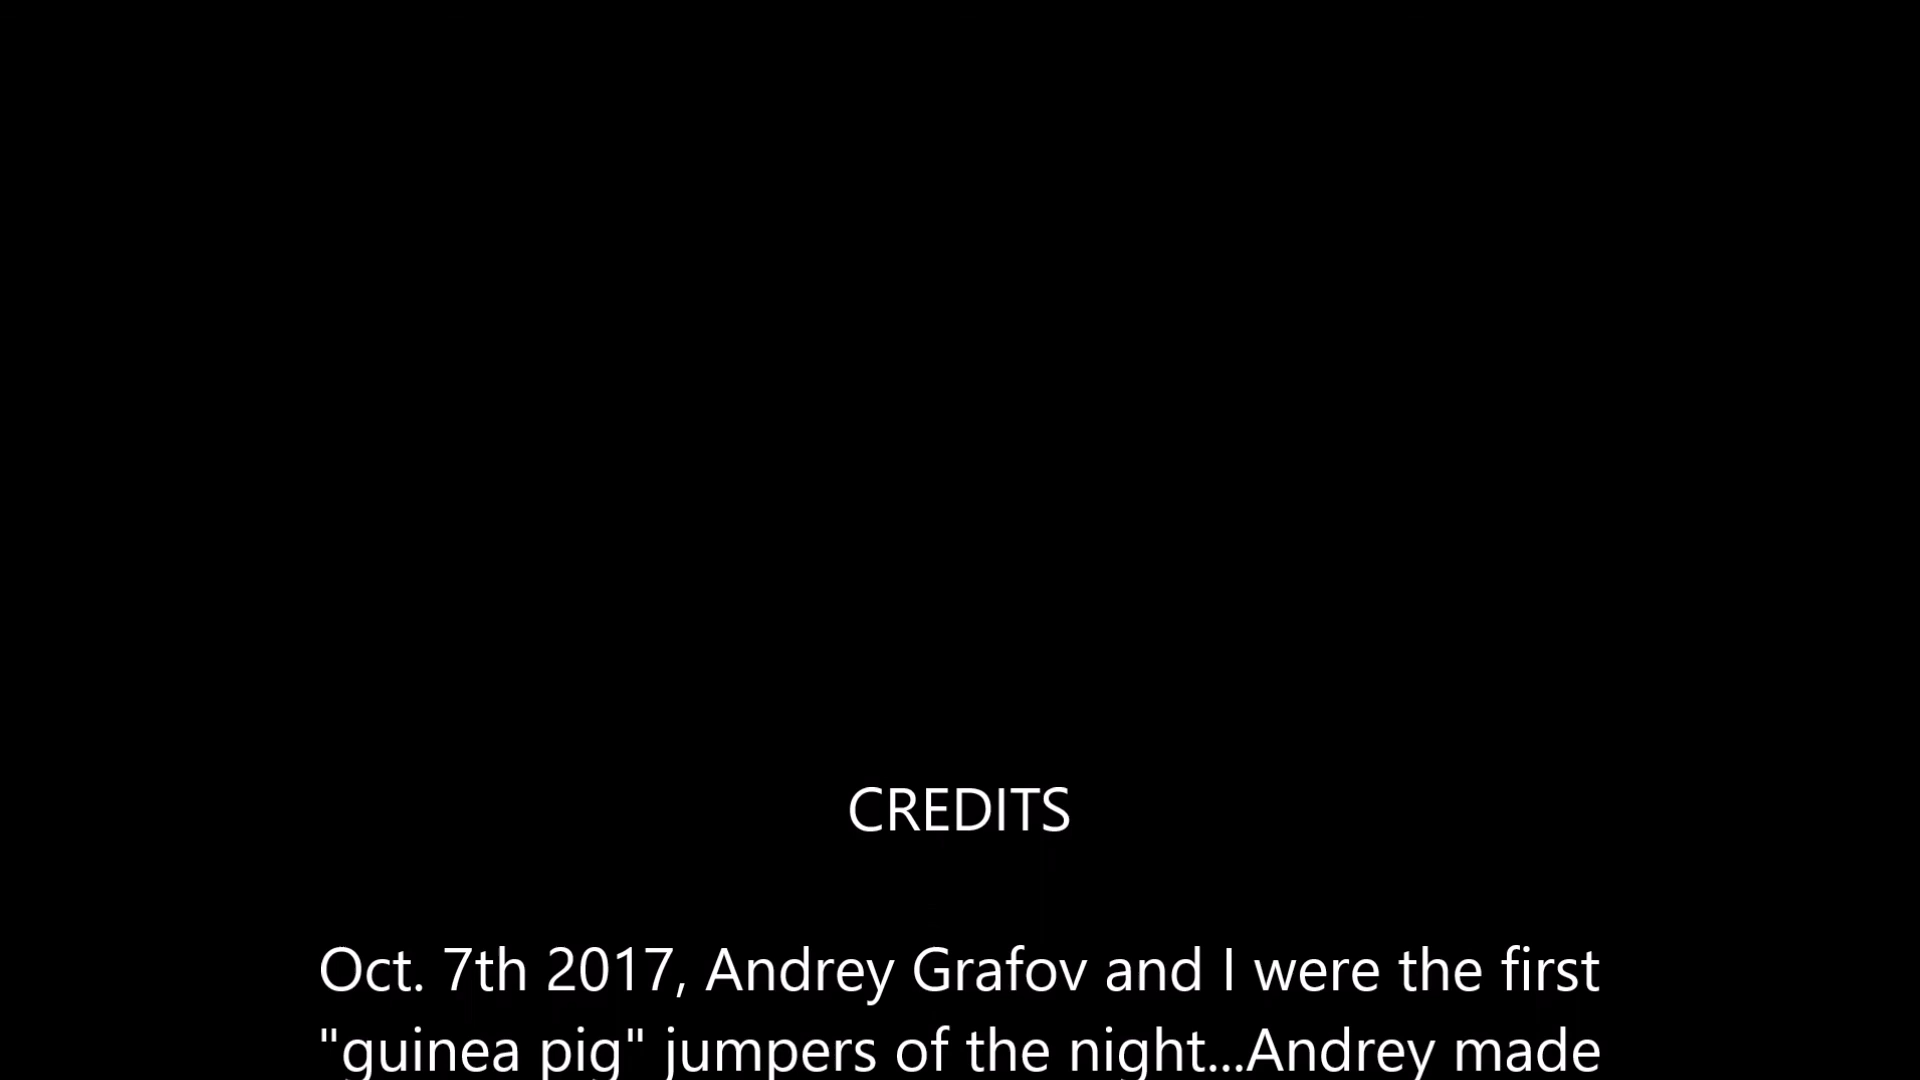 CREDITS
Oct. 7th 2017, Andrey Grafov and I were the first
"guinea pig" jumpers of the night...Andrey made